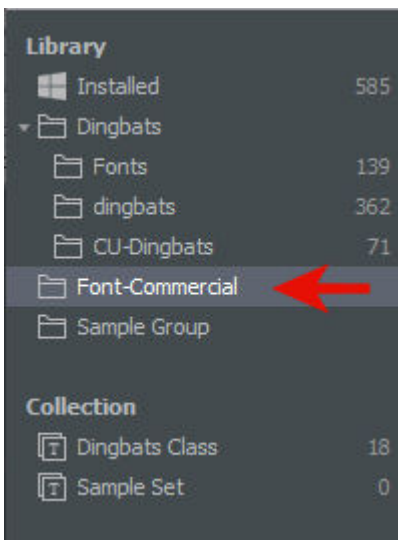 Library
Installed 585
Dingbats
Fonts 139
dingbats 362
CU-Dingbats 71
Font-Commercial
Sample Group
Collection
Dingbats Class 18
Sample Set 0